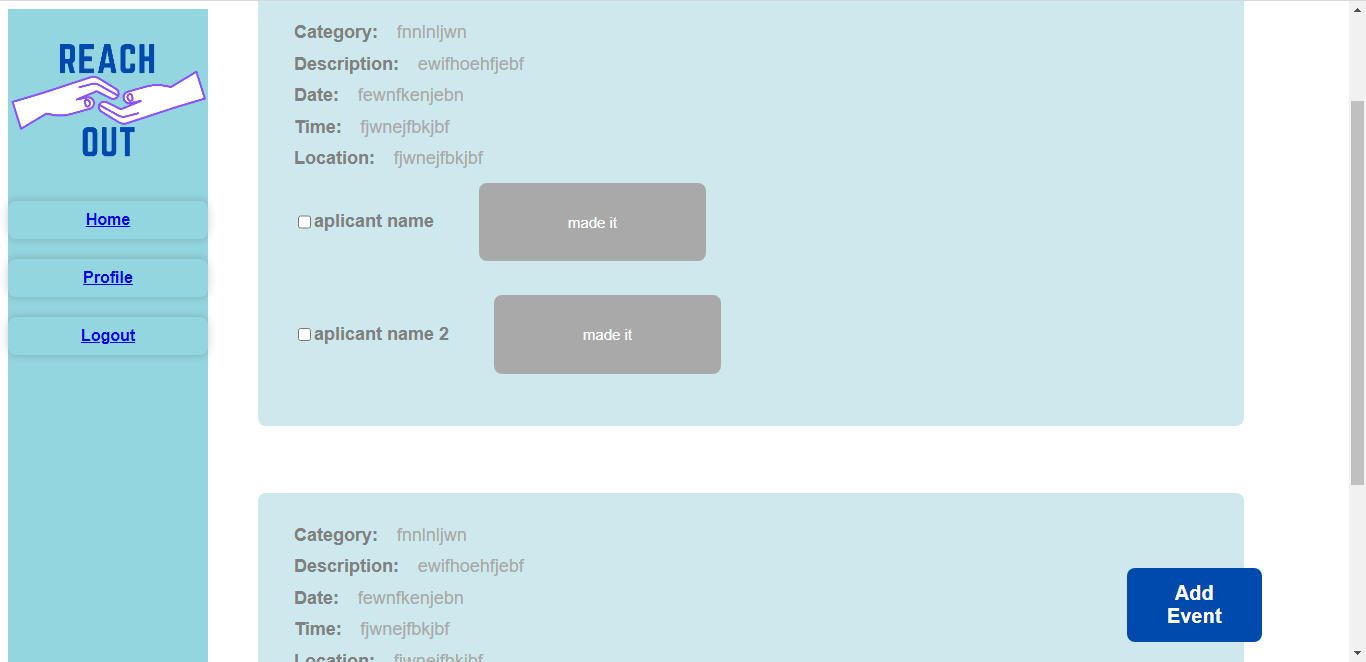 REACH
OUT
Home
Profile
Logout
Category: fnnlnljwn
Description: ewifhoehfjebf
Date: fewnfkenjebn
Time: fjwnejfbkjbf
Location: fjwnejfbkjbf
aplicant name made it
aplicant name 2 made it
Category: fnnlnljwn
Description: ewifhoehfjebf
Date: fewnfkenjebn
Time: fjwnejfbkjbf
Location: fjwnejfbkjbf
Add
Event